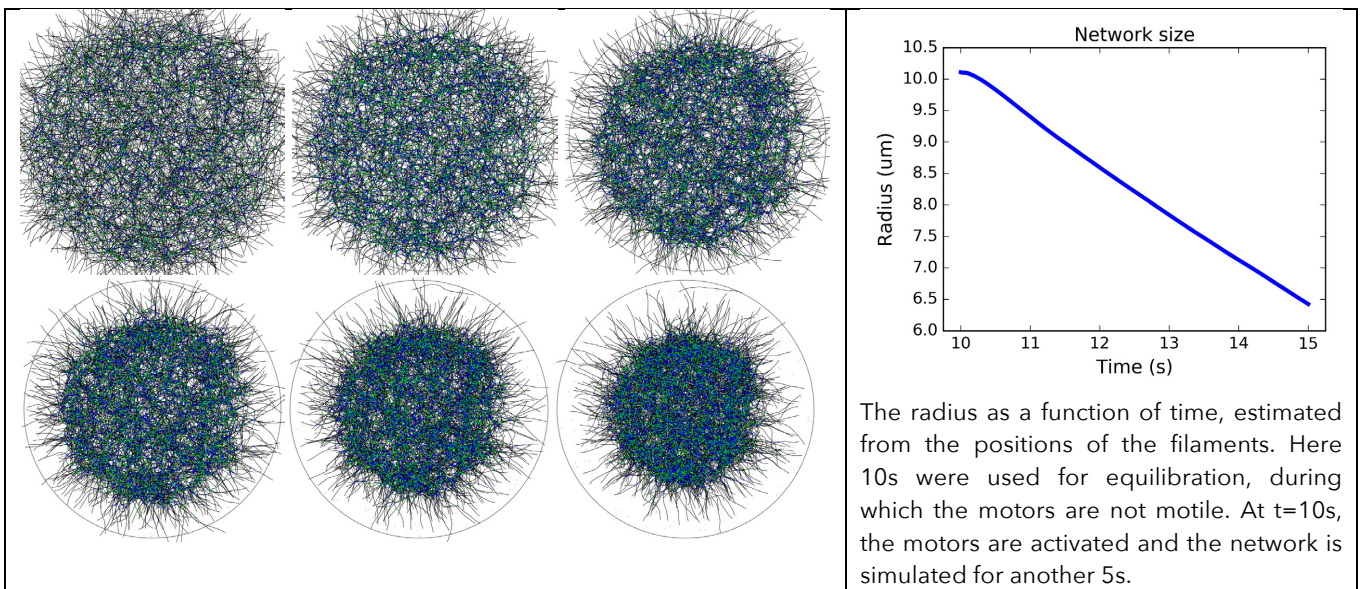 Network size
10.5
10.0
9.5
9.0
8.5
8.0
7.5
7.0
6.5
6.0
Radius (um)
10 11 12 13 14 15
Time (s)
The radius as a function of time, estimated
from the positions of the filaments. Here
10s were used for equilibration, during
which the motors are not motile. At t=10s,
the motors are activated and the network is
simulated for another 5s.